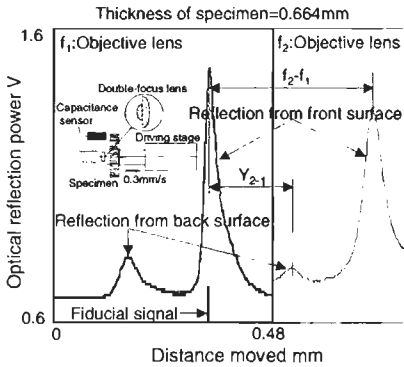 Thickness of specimen=0.664mm
1.6
f₁:Objective lens
f₂:Objective lens
Double-focus lens
f₂-f₁
Capacitance
sensor
Reflection from front surface
Driving stage
Specimen
0.3mm/s
Y₂₋₁
Reflection from back surface
Optical reflection power V
0.6
Fiducial signal
0
0.48
Distance moved mm